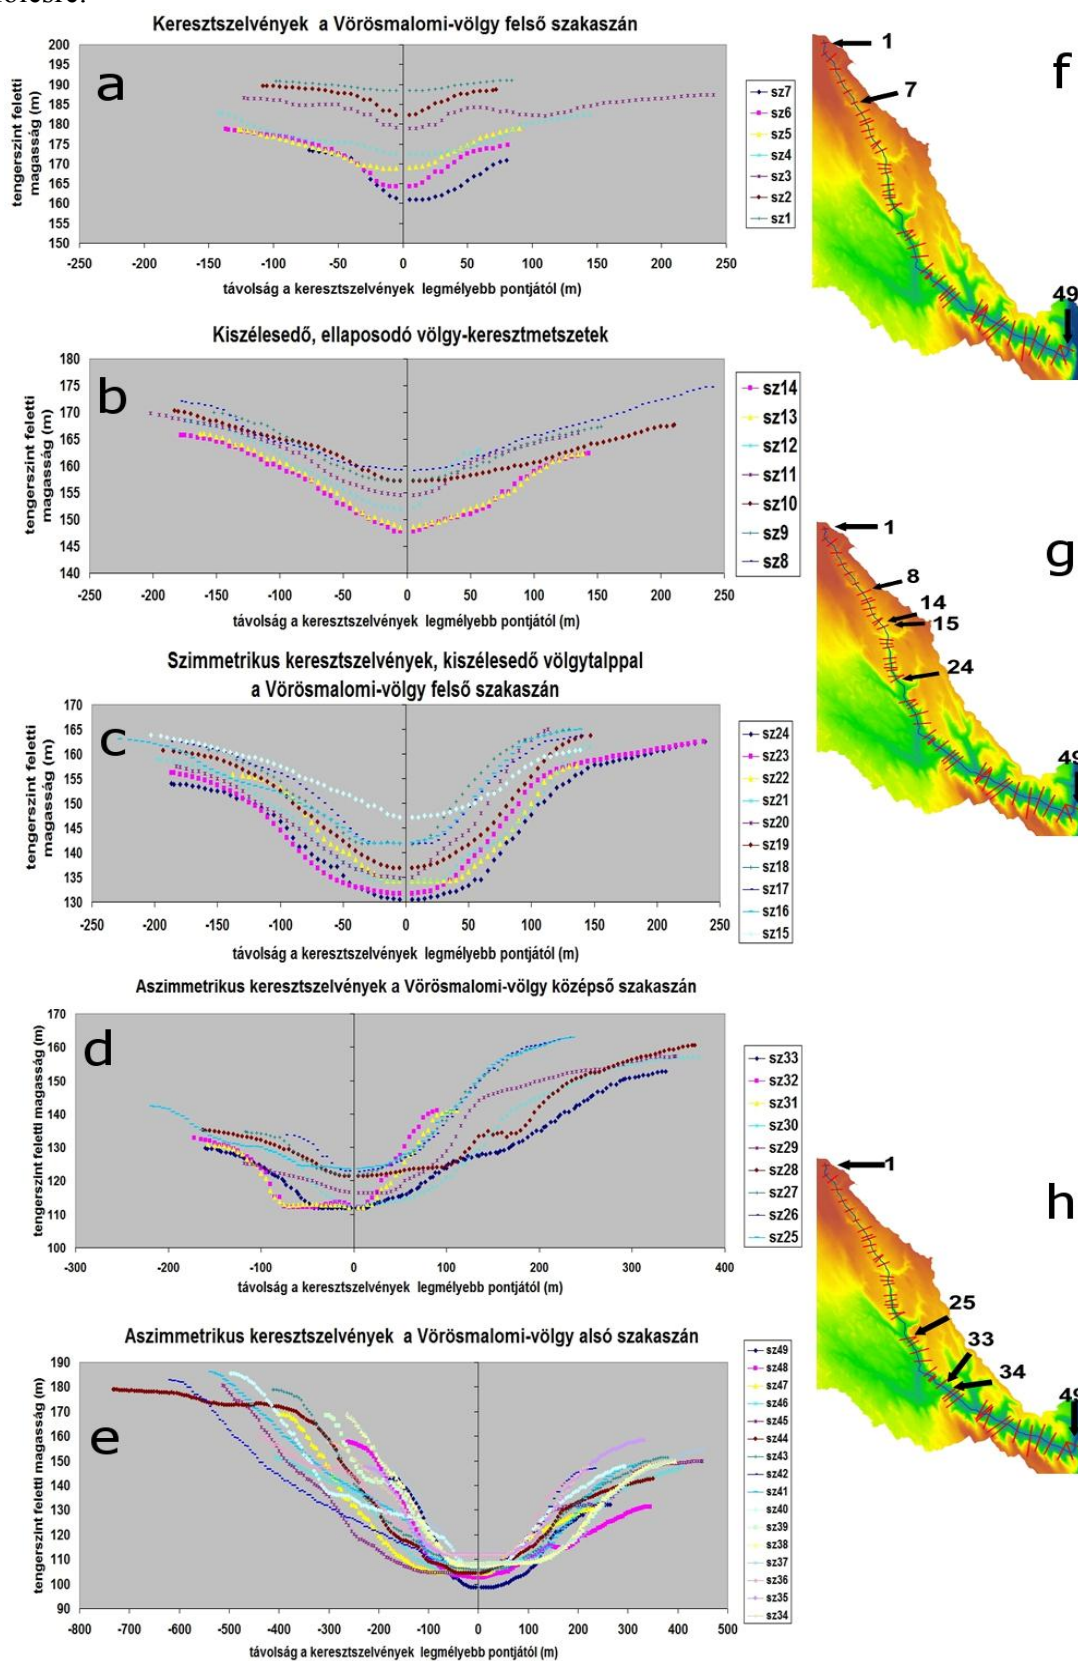 Keresztszelvények a Vörösmalomi-völgy felső szakaszán
tengerszint feletti
magasság (m)
200
195
190
185
180
175
170
165
160
155
150
a
-250 -200 -150 -100 -50 0 50 100 150 200 250
távolság a keresztszelvények legmélyebb pontjától (m)
sz7
sz6
sz5
sz4
sz3
sz2
sz1
f
1
7
49
Kiszélesedő, ellaposodó völgy-keresztmetszetek
tengerszint feletti
magasság (m)
180
175
170
165
160
155
150
145
140
b
-250 -200 -150 -100 -50 0 50 100 150 200 250
távolság a keresztszelvények legmélyebb pontjától (m)
sz14
sz13
sz12
sz11
sz10
sz9
sz8
g
1
8
14
15
24
49
Szimmetrikus keresztszelvények, kiszélesedő völgytalppal
a Vörösmalomi-völgy felső szakaszán
tengerszint feletti
magasság (m)
170
165
160
155
150
145
140
135
130
c
-250 -200 -150 -100 -50 0 50 100 150 200 250
távolság a keresztszelvények legmélyebb pontjától (m)
sz24
sz23
sz22
sz21
sz20
sz19
sz18
sz17
sz16
sz15
Aszimmetrikus keresztszelvények a Vörösmalomi-völgy középső szakaszán
tengerszint feletti magasság (m)
170
160
150
140
130
120
110
100
d
-300 -200 -100 0 100 200 300 400
távolság a keresztszelvények legmélyebb pontjától (m)
sz33
sz32
sz31
sz30
sz29
sz28
sz27
sz26
sz25
h
1
25
33
34
49
Aszimmetrikus keresztszelvények a Vörösmalomi-völgy alsó szakaszán
tengerszint feletti magasság (m)
190
180
170
160
150
140
130
120
110
100
90
e
-800 -700 -600 -500 -400 -300 -200 -100 0 100 200 300 400 500
távolság a keresztszelvények legmélyebb pontjától (m)
sz49
sz48
sz47
sz46
sz45
sz44
sz43
sz42
sz41
sz40
sz39
sz38
sz37
sz36
sz35
sz34